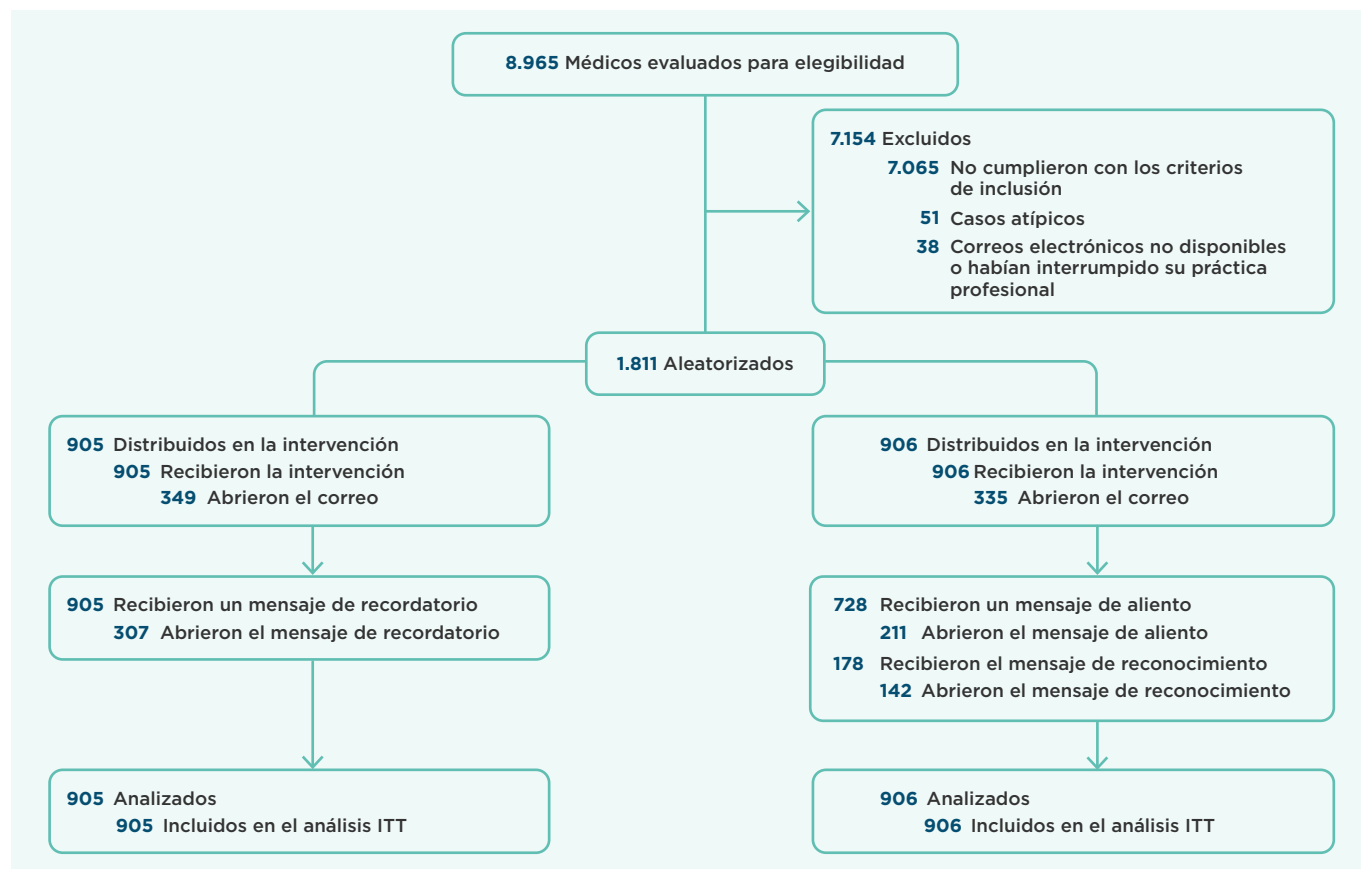 8.965 Médicos evaluados para elegibilidad
7.154 Excluidos
7.065 No cumplieron con los criterios
de inclusión
51 Casos atípicos
38 Correos electrónicos no disponibles
o habían interrumpido su práctica
profesional
1.811 Aleatorizados
905 Distribuidos en la intervención
905 Recibieron la intervención
349 Abrieron el correo
906 Distribuidos en la intervención
906 Recibieron la intervención
335 Abrieron el correo
905 Recibieron un mensaje de recordatorio
307 Abrieron el mensaje de recordatorio
728 Recibieron un mensaje de aliento
211 Abrieron el mensaje de aliento
178 Recibieron el mensaje de reconocimiento
142 Abrieron el mensaje de reconocimiento
905 Analizados
905 Incluidos en el análisis ITT
906 Analizados
906 Incluidos en el análisis ITT